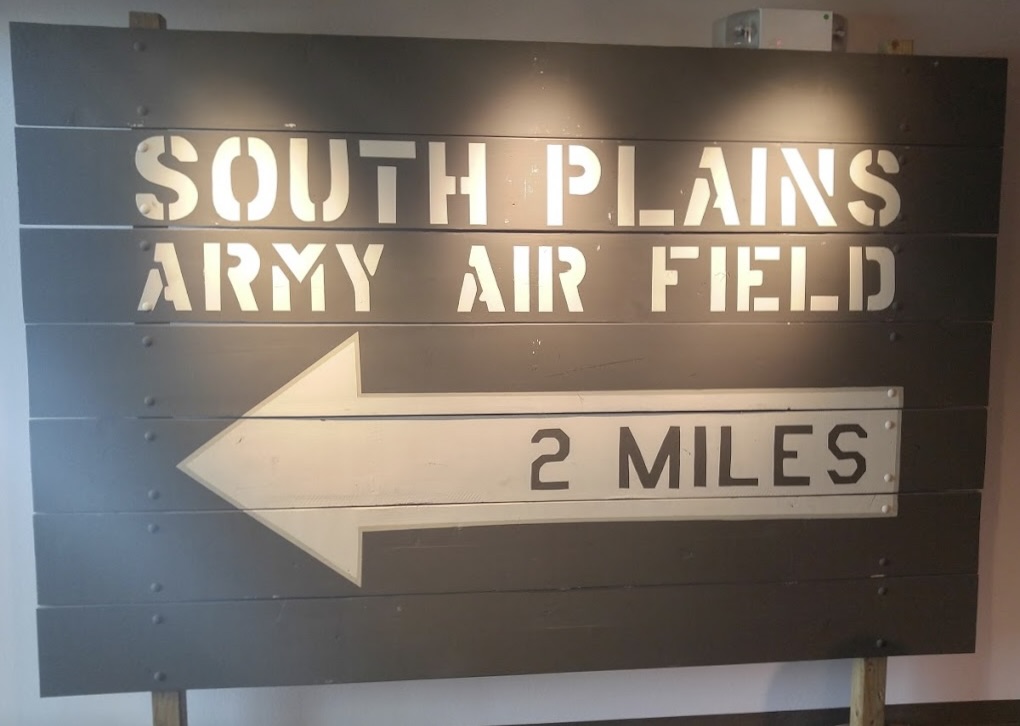 SOUTH PLAINS
ARMY AIR FIELD
2 MILES